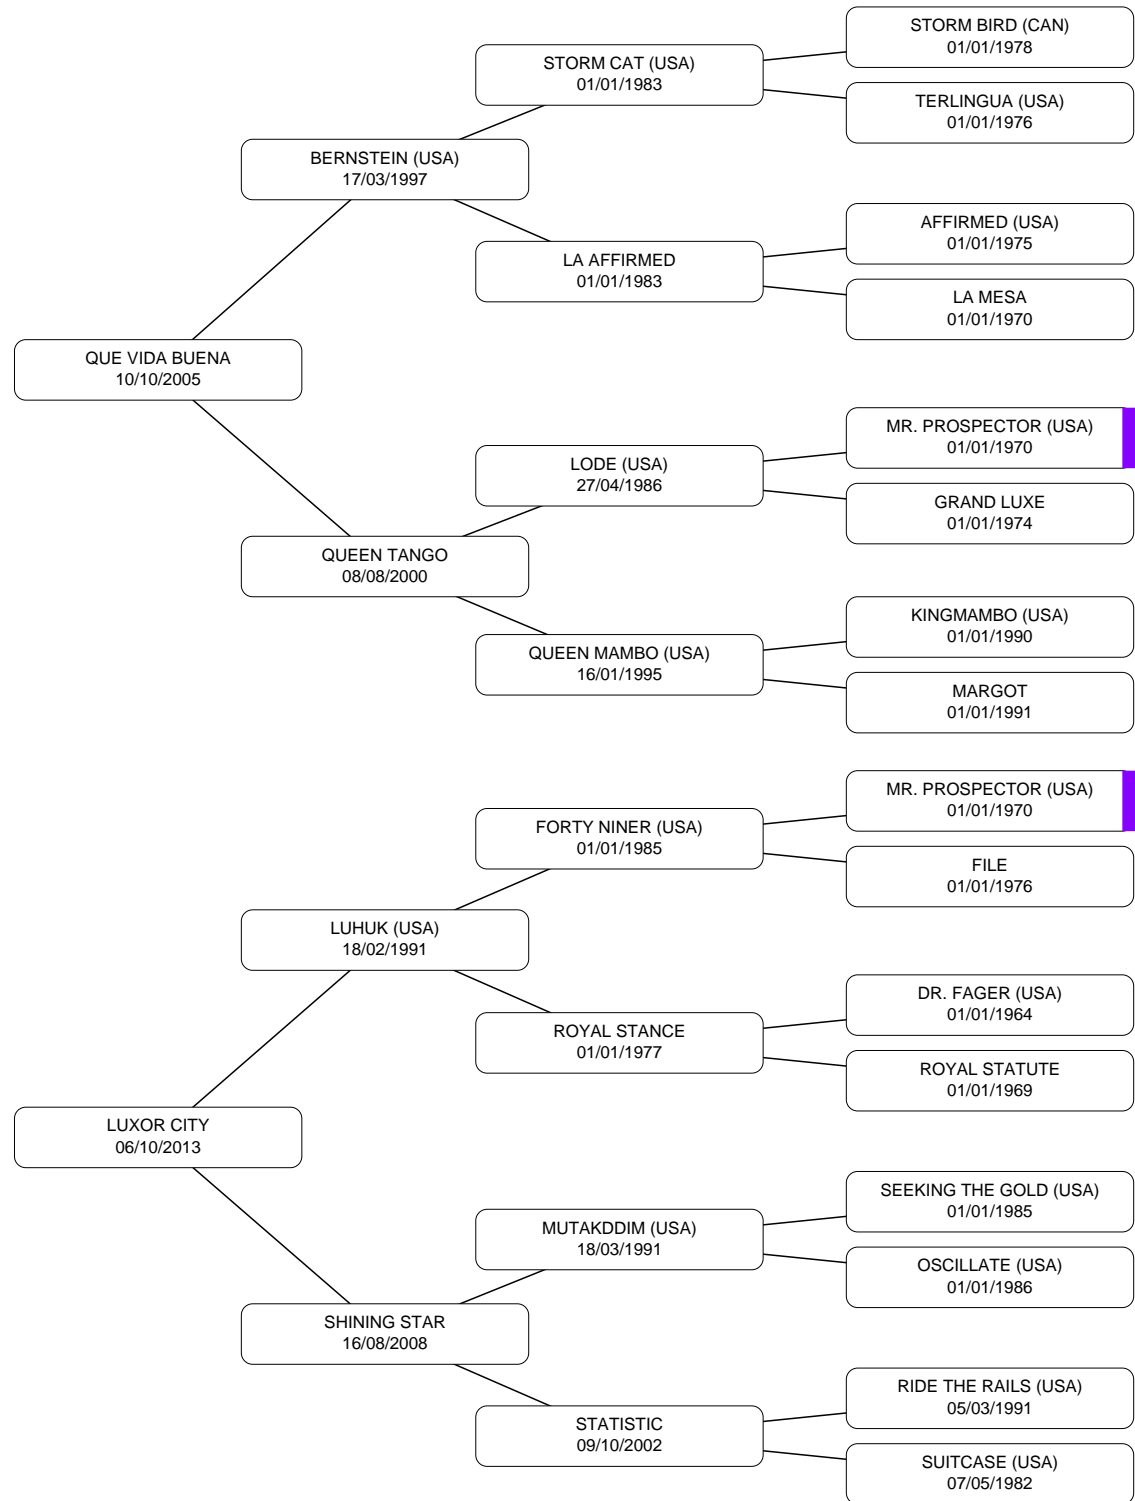 STORM BIRD (CAN)
01/01/1978
STORM CAT (USA)
01/01/1983
TERLINGUA (USA)
01/01/1976
BERNSTEIN (USA)
17/03/1997
AFFIRMED (USA)
01/01/1975
LA AFFIRMED
01/01/1983
LA MESA
01/01/1970
QUE VIDA BUENA
10/10/2005
MR. PROSPECTOR (USA)
01/01/1970
LODE (USA)
27/04/1986
GRAND LUXE
01/01/1974
QUEEN TANGO
08/08/2000
KINGMAMBO (USA)
01/01/1990
QUEEN MAMBO (USA)
16/01/1995
MARGOT
01/01/1991
MR. PROSPECTOR (USA)
01/01/1970
FORTY NINER (USA)
01/01/1985
FILE
01/01/1976
LUHUK (USA)
18/02/1991
DR. FAGER (USA)
01/01/1964
ROYAL STANCE
01/01/1977
ROYAL STATUTE
01/01/1969
LUXOR CITY
06/10/2013
SEEKING THE GOLD (USA)
01/01/1985
MUTAKDDIM (USA)
18/03/1991
OSCILLATE (USA)
01/01/1986
SHINING STAR
16/08/2008
RIDE THE RAILS (USA)
05/03/1991
STATISTIC
09/10/2002
SUITCASE (USA)
07/05/1982